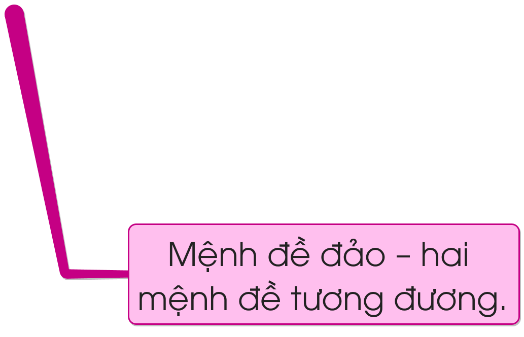 Mệnh đề đảo – hai
mệnh đề tương đương.